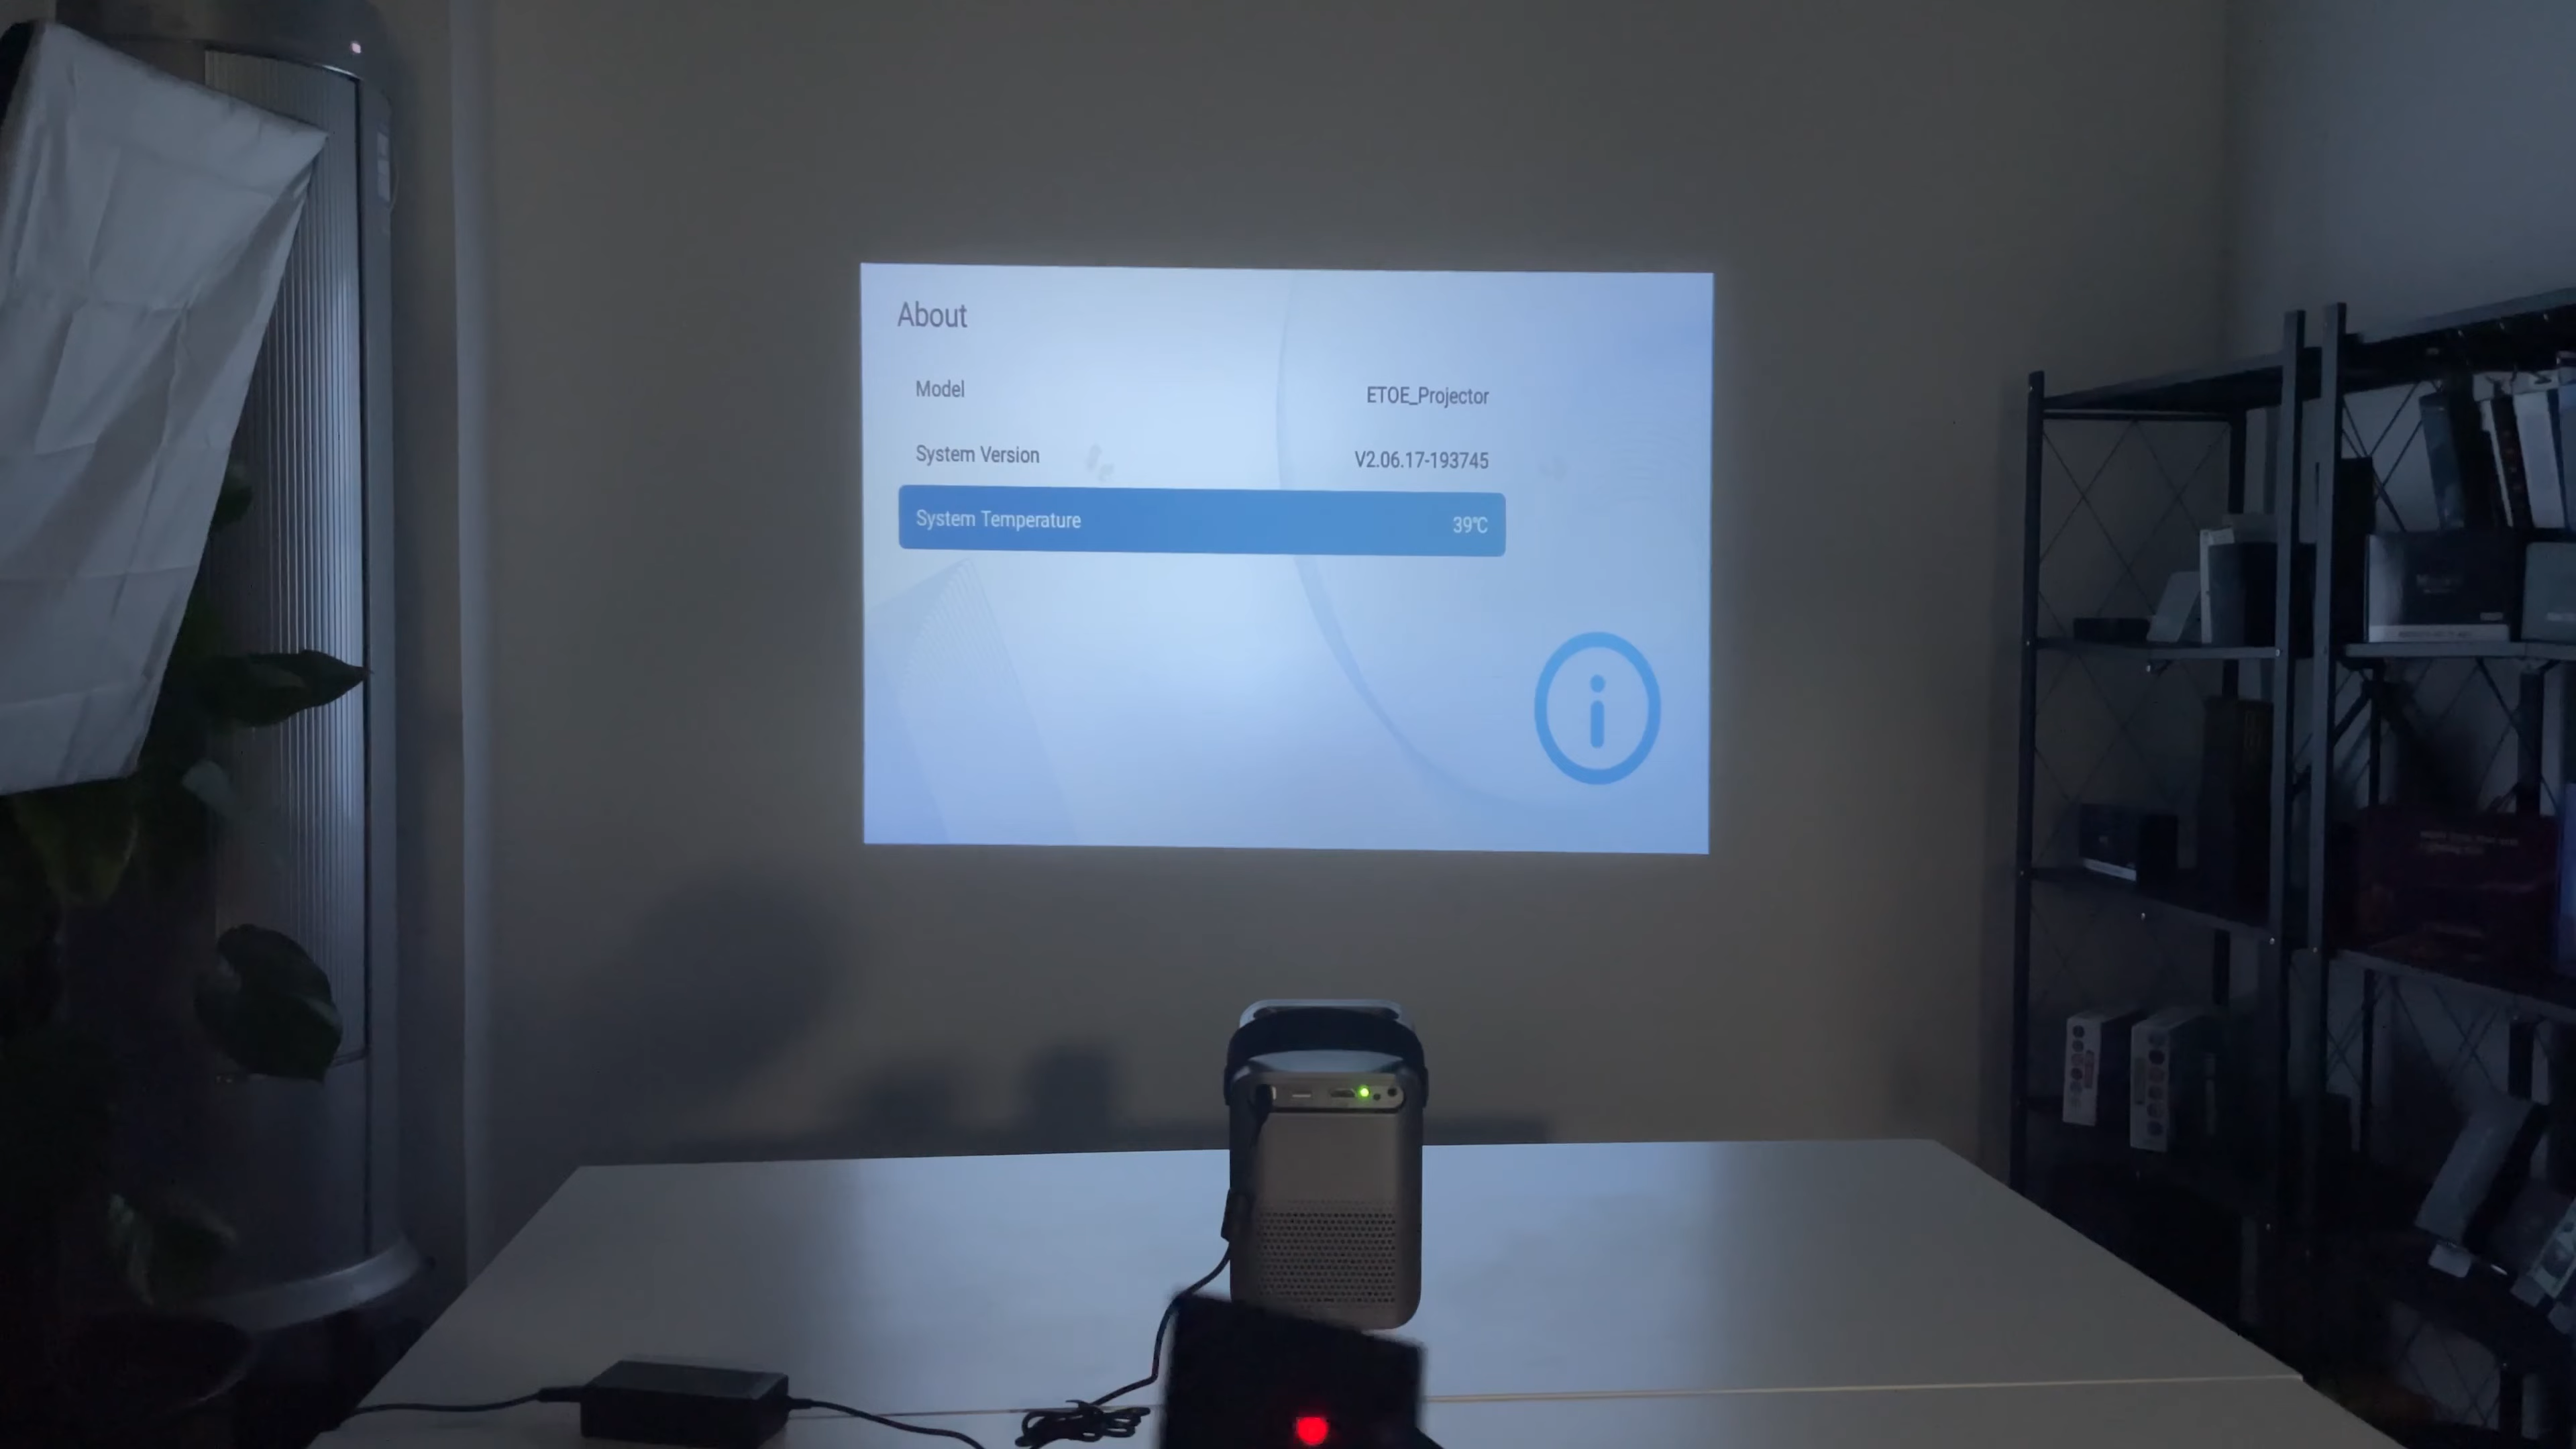 About
Model ETOE_Projector
System Version V2.06.17-193745
System Temperature 39℃